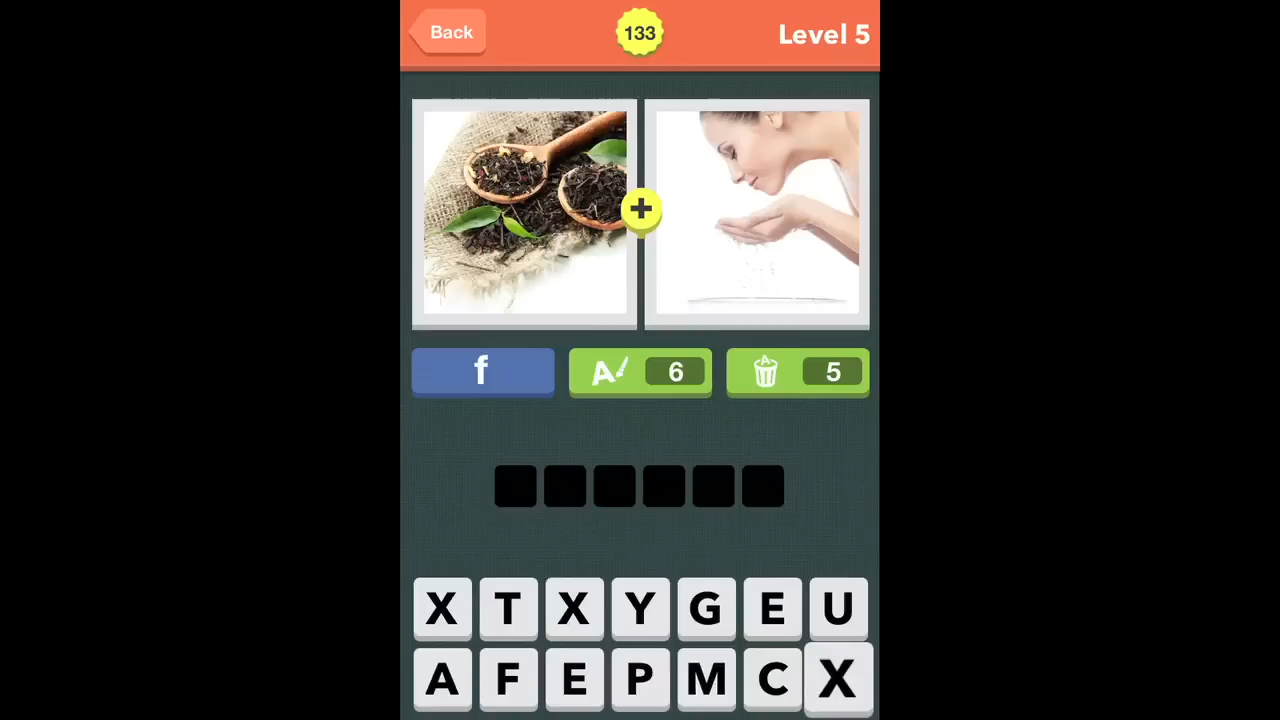 Back 133 Level 5
+
f A 6 A 5
X T X Y G E U
A F E P M C X